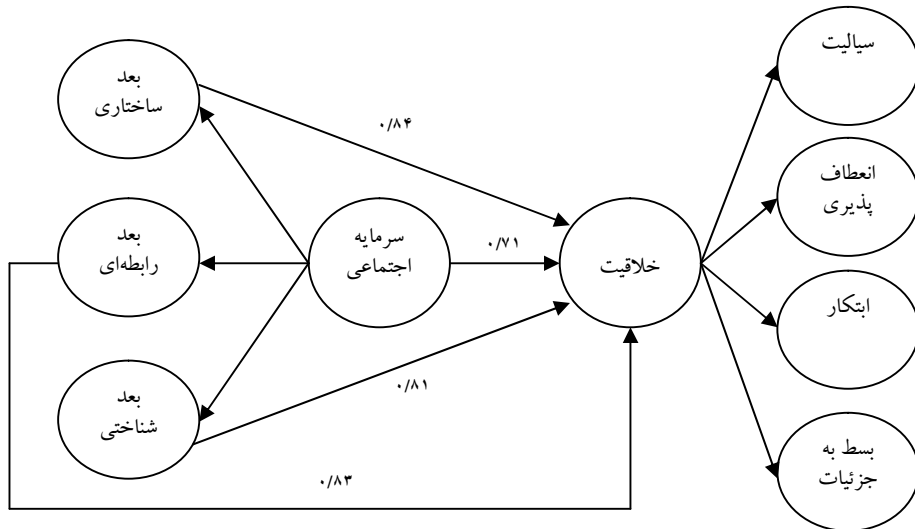 سیالیت
بعد
ساختاری
۰/۸۴
انعطاف
پذیری
بعد
رابطه‌ای
سرمایه
اجتماعی
۰/۷۱
خلاقیت
ابتکار
۰/۸۱
بعد
شناختی
بسط به
جزئیات
۰/۸۳